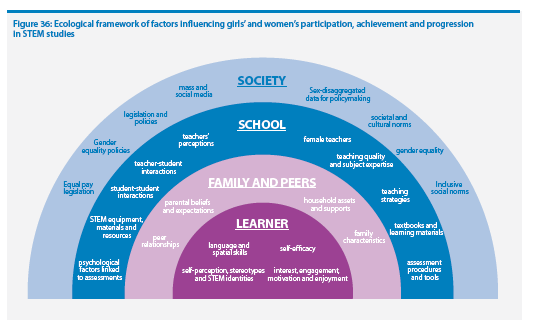 Figure 36: Ecological framework of factors influencing girls' and women's participation, achievement and progression
in STEM studies
SOCIETY
mass and
social media
Sex-disaggregated
data for policymaking
legislation and
policies
societal and
cultural norms
Gender
equality policies
gender equality
Equal pay
legislation
Inclusive
social norms
SCHOOL
teachers'
perceptions
female teachers
teacher-student
interactions
teaching quality
and subject expertise
student-student
interactions
teaching
strategies
STEM equipment,
materials and
resources
textbooks and
learning materials
psychological
factors linked
to assessments
assessment
procedures
and tools
FAMILY AND PEERS
parental beliefs
and expectations
household assets
and supports
peer
relationships
family
characteristics
LEARNER
language and
spatial skills
self-efficacy
self-perception, stereotypes
and STEM identities
interest, engagement,
motivation and enjoyment